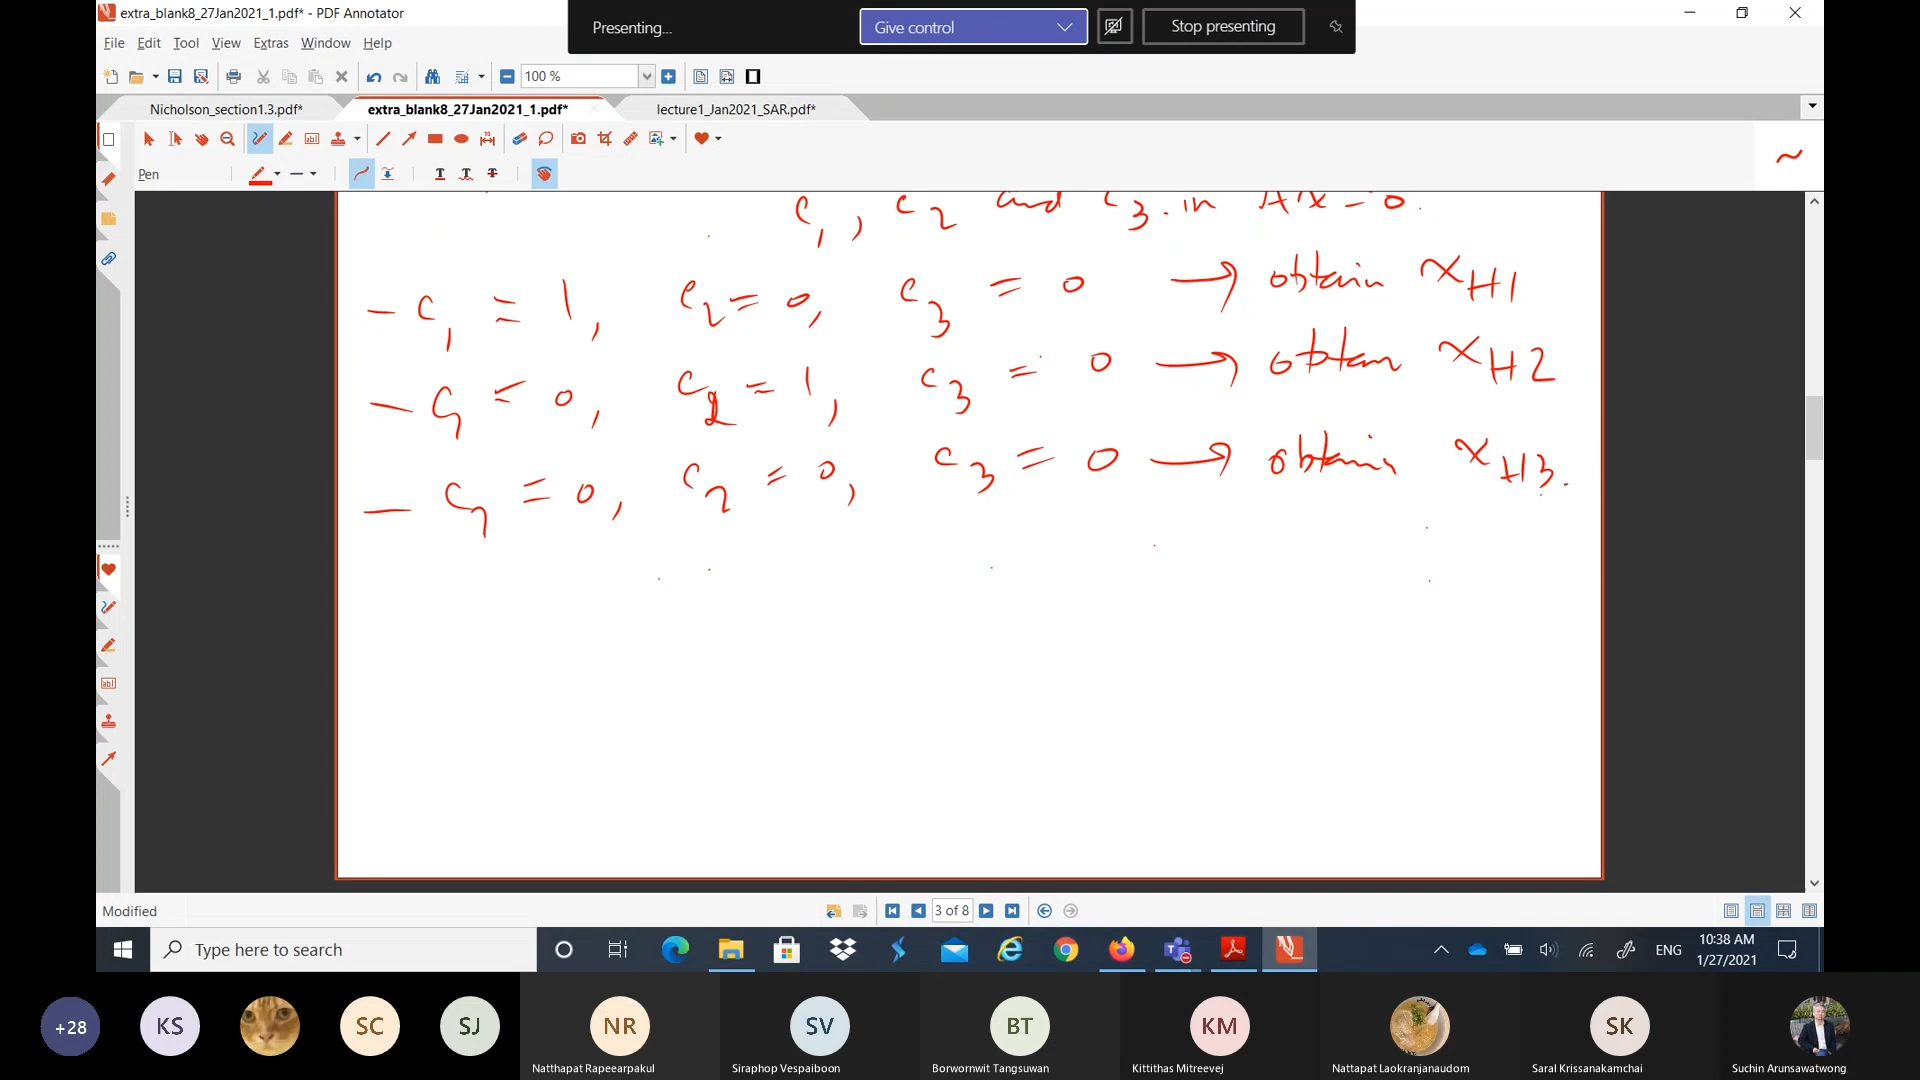 extra_blank8_27Jan2021_1.pdf* - PDF Annotator
Presenting...
Give control
Stop presenting
File Edit Tool View Extras Window Help
100 %
Nicholson_section1.3.pdf*
extra_blank8_27Jan2021_1.pdf*
lecture1_Jan2021_SAR.pdf*
Pen
c1, c2 and c3 in Ax = 0.
- c1 = 1, c2 = 0, c3 = 0 → obtain xH1
- c1 = 0, c2 = 1, c3 = 0 → obtain xH2
- c1 = 0, c2 = 0, c3 = 0 → obtain xH3.
Modified
3 of 8
Type here to search
ENG
10:38 AM
1/27/2021
+28
KS
SC
SJ
NR
SV
BT
KM
SK
Natthapat Rapeearpakul
Siraphop Vespaiboon
Borwornwit Tangsuwan
Kittithas Mitreevej
Nattapat Laokranjanaudom
Saral Krissanakamchai
Suchin Arunsawatwong